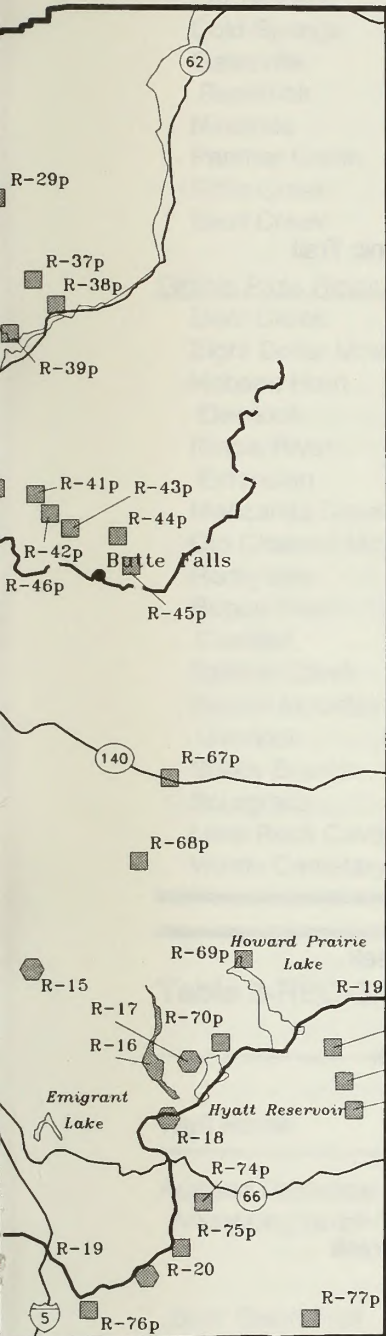 62
R-29p
R-37p
R-38p
R-39p
R-41p
R-43p
R-44p
R-42p
Butte Falls
R-46p
R-45p
140
R-67p
R-68p
Howard Prairie
Lake
R-69p
R-15
R-19
R-17
R-70p
R-16
Emigrant
Lake
Hyatt Reservoir
R-18
R-74p
66
R-75p
R-19
R-20
R-77p
5
R-76p